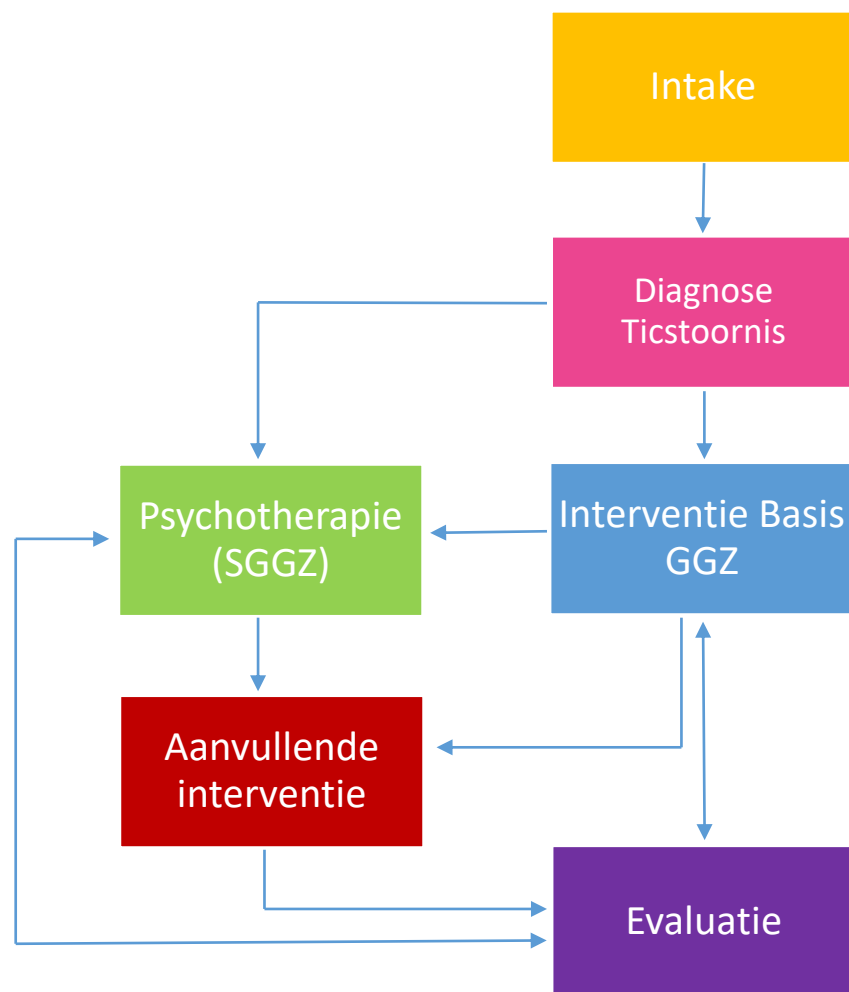 Intake
Diagnose
Ticstoornis
Psychotherapie
(SGGZ)
Interventie Basis
GGZ
Aanvullende
interventie
Evaluatie